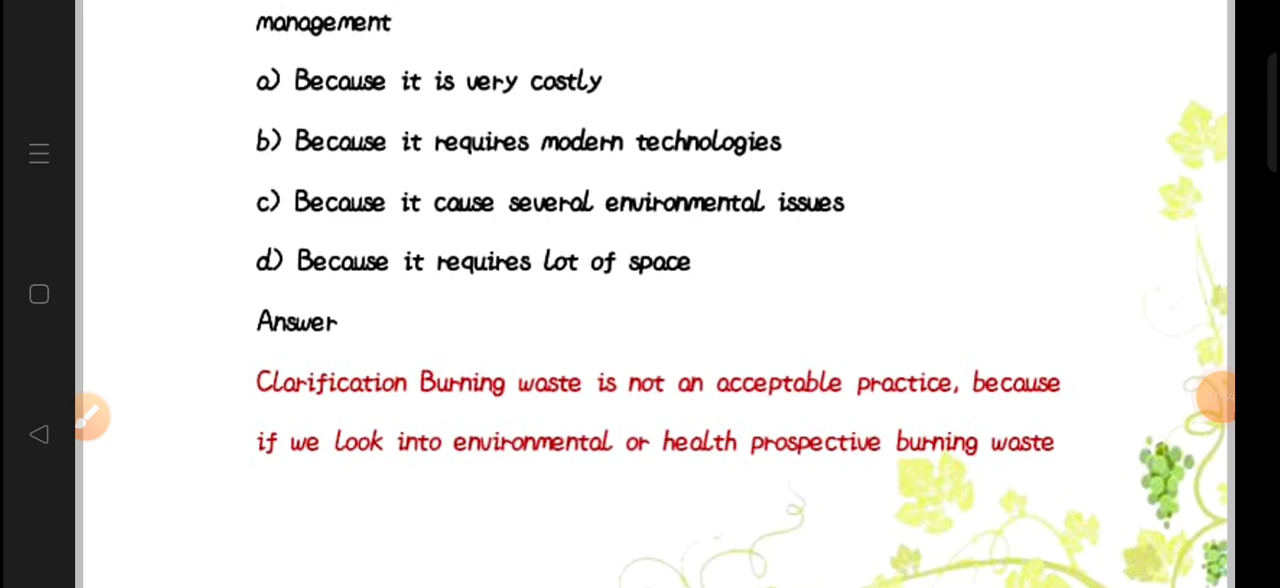 management
a) Because it is very costly
b) Because it requires modern technologies
c) Because it cause several environmental issues
d) Because it requires lot of space
Answer
Clarification Burning waste is not an acceptable practice, because
if we look into environmental or health prospective burning waste